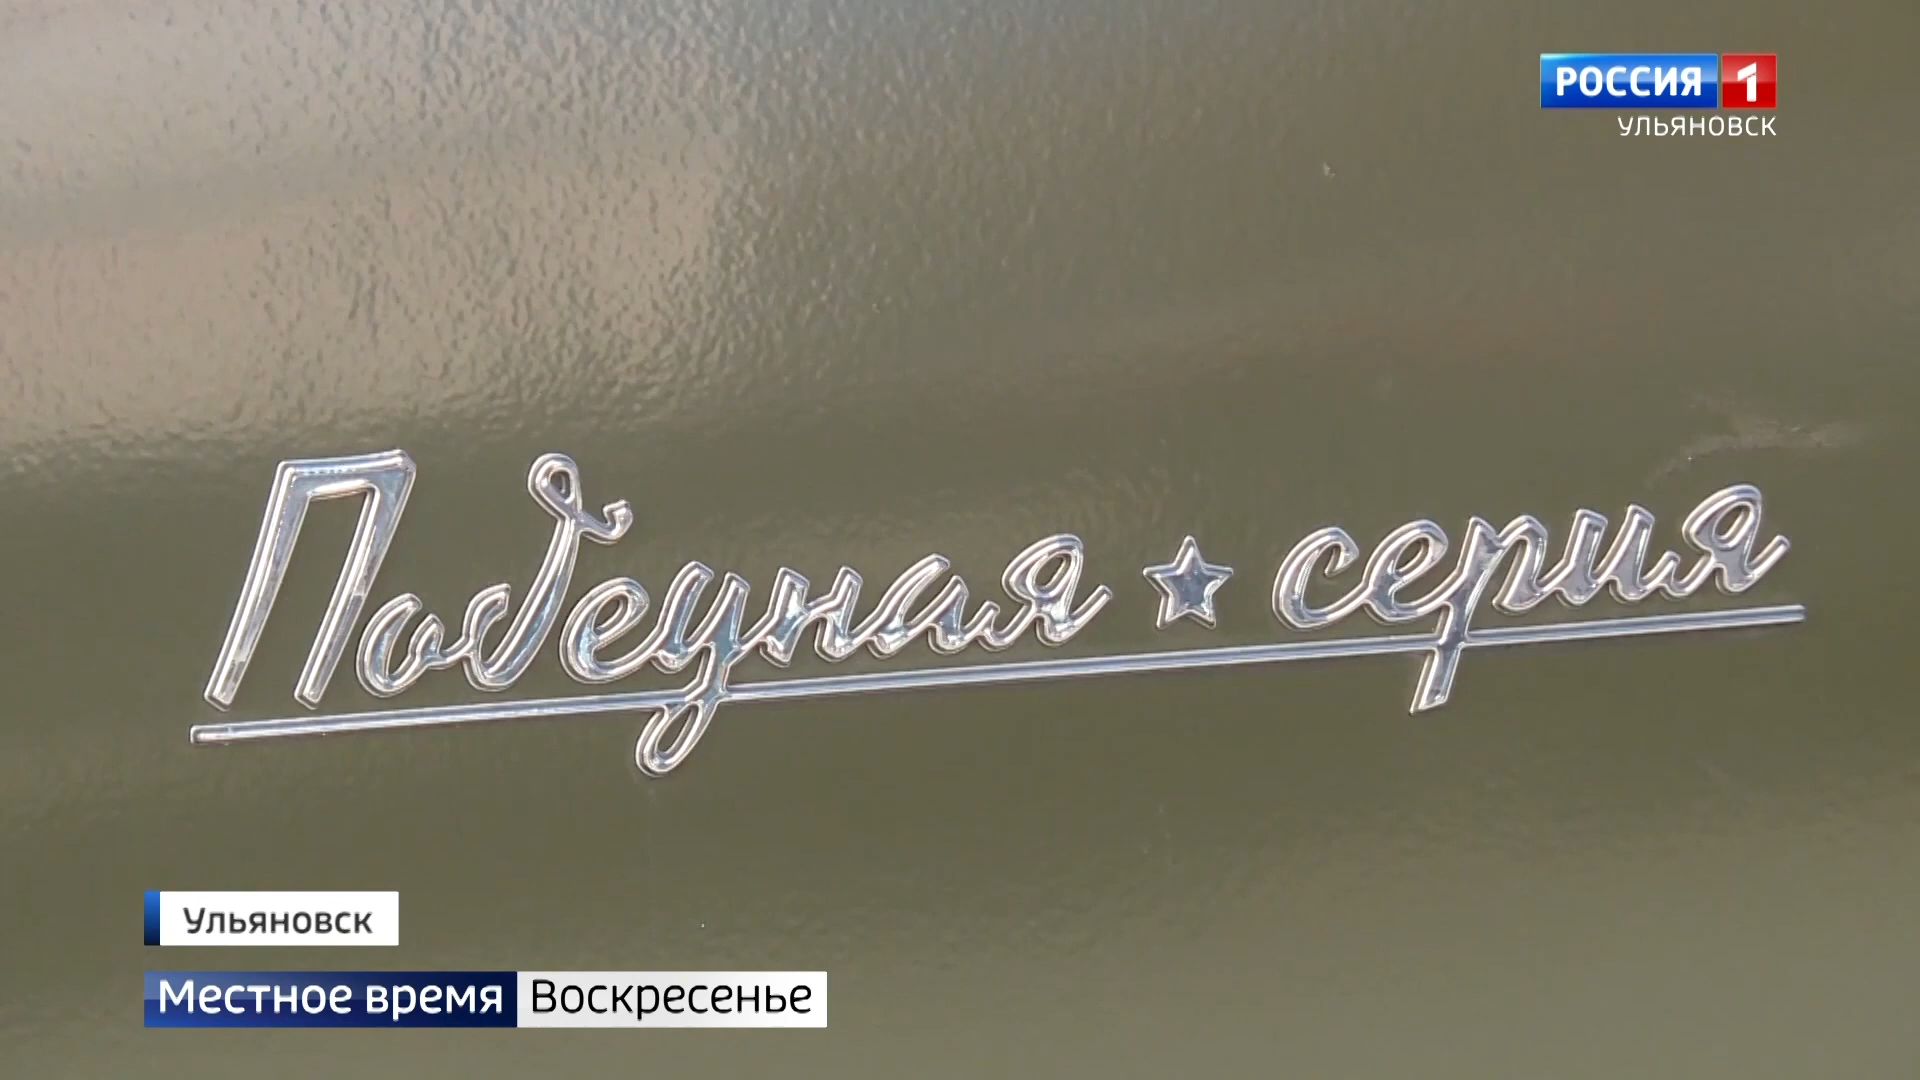 РОССИЯ 1
УЛЬЯНОВСК
Победная ★ серия
Ульяновск
Местное время Воскресенье